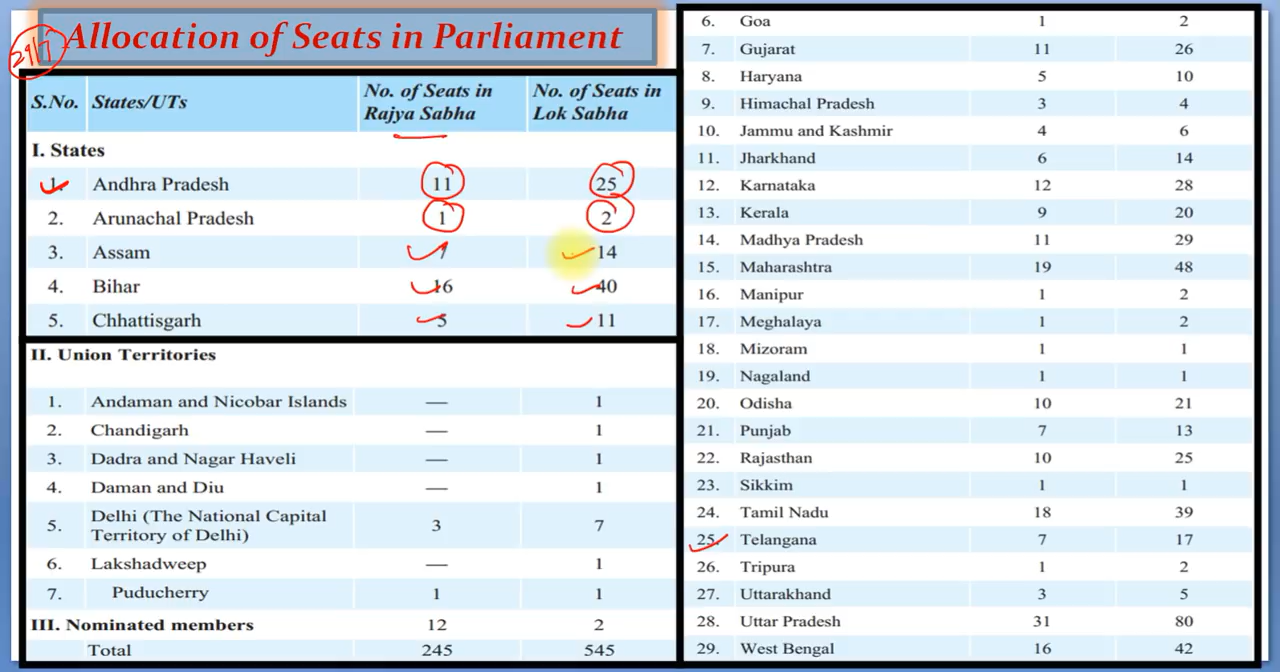 Allocation of Seats in Parliament
29/7
S.No. States/UTs No. of Seats in Rajya Sabha No. of Seats in Lok Sabha
I. States
1. Andhra Pradesh 11 25
2. Arunachal Pradesh 1 2
3. Assam 7 14
4. Bihar 16 40
5. Chhattisgarh 5 11
II. Union Territories
1. Andaman and Nicobar Islands — 1
2. Chandigarh — 1
3. Dadra and Nagar Haveli — 1
4. Daman and Diu — 1
5. Delhi (The National Capital Territory of Delhi) 3 7
6. Lakshadweep — 1
7. Puducherry 1 1
III. Nominated members 12 2
Total 245 545
6. Goa 1 2
7. Gujarat 11 26
8. Haryana 5 10
9. Himachal Pradesh 3 4
10. Jammu and Kashmir 4 6
11. Jharkhand 6 14
12. Karnataka 12 28
13. Kerala 9 20
14. Madhya Pradesh 11 29
15. Maharashtra 19 48
16. Manipur 1 2
17. Meghalaya 1 2
18. Mizoram 1 1
19. Nagaland 1 1
20. Odisha 10 21
21. Punjab 7 13
22. Rajasthan 10 25
23. Sikkim 1 1
24. Tamil Nadu 18 39
25. Telangana 7 17
26. Tripura 1 2
27. Uttarakhand 3 5
28. Uttar Pradesh 31 80
29. West Bengal 16 42